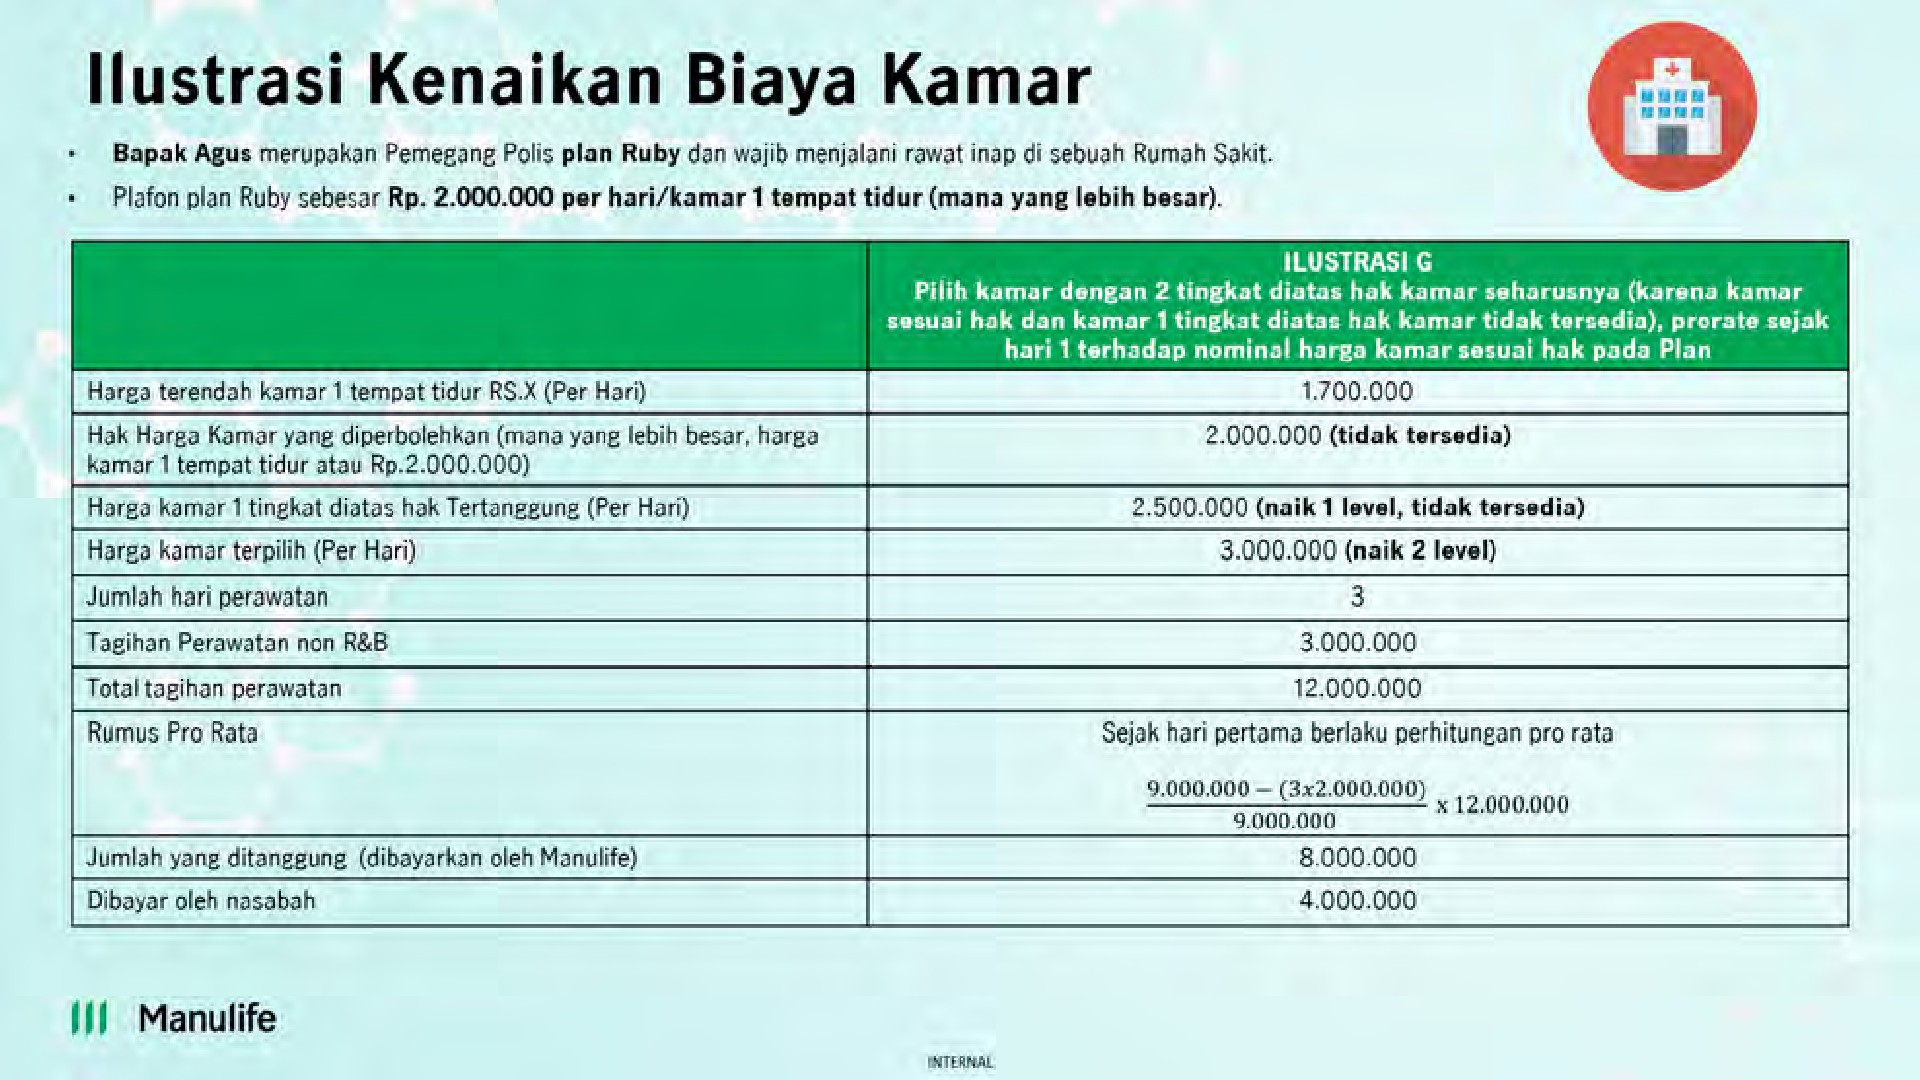 Ilustrasi Kenaikan Biaya Kamar
• Bapak Agus merupakan Pemegang Polis plan Ruby dan wajib menjalani rawat inap di sebuah Rumah Sakit.
• Plafon plan Ruby sebesar Rp. 2.000.000 per hari/kamar 1 tempat tidur (mana yang lebih besar).
ILUSTRASI G
Pilih kamar dengan 2 tingkat diatas hak kamar seharusnya (karena kamar
sesuai hak dan kamar 1 tingkat diatas hak kamar tidak tersedia), prorate sejak
hari 1 terhadap nominal harga kamar sesuai hak pada Plan
Harga terendah kamar 1 tempat tidur RS.X (Per Hari) 1.700.000
Hak Harga Kamar yang diperbolehkan (mana yang lebih besar, harga 2.000.000 (tidak tersedia)
kamar 1 tempat tidur atau Rp.2.000.000)
Harga kamar 1 tingkat diatas hak Tertanggung (Per Hari) 2.500.000 (naik 1 level, tidak tersedia)
Harga kamar terpilih (Per Hari) 3.000.000 (naik 2 level)
Jumlah hari perawatan 3
Tagihan Perawatan non R&B 3.000.000
Total tagihan perawatan 12.000.000
Rumus Pro Rata Sejak hari pertama berlaku perhitungan pro rata
9.000.000 – (3x2.000.000)
x 12.000.000
9.000.000
Jumlah yang ditanggung (dibayarkan oleh Manulife) 8.000.000
Dibayar oleh nasabah 4.000.000
Manulife
INTERNAL